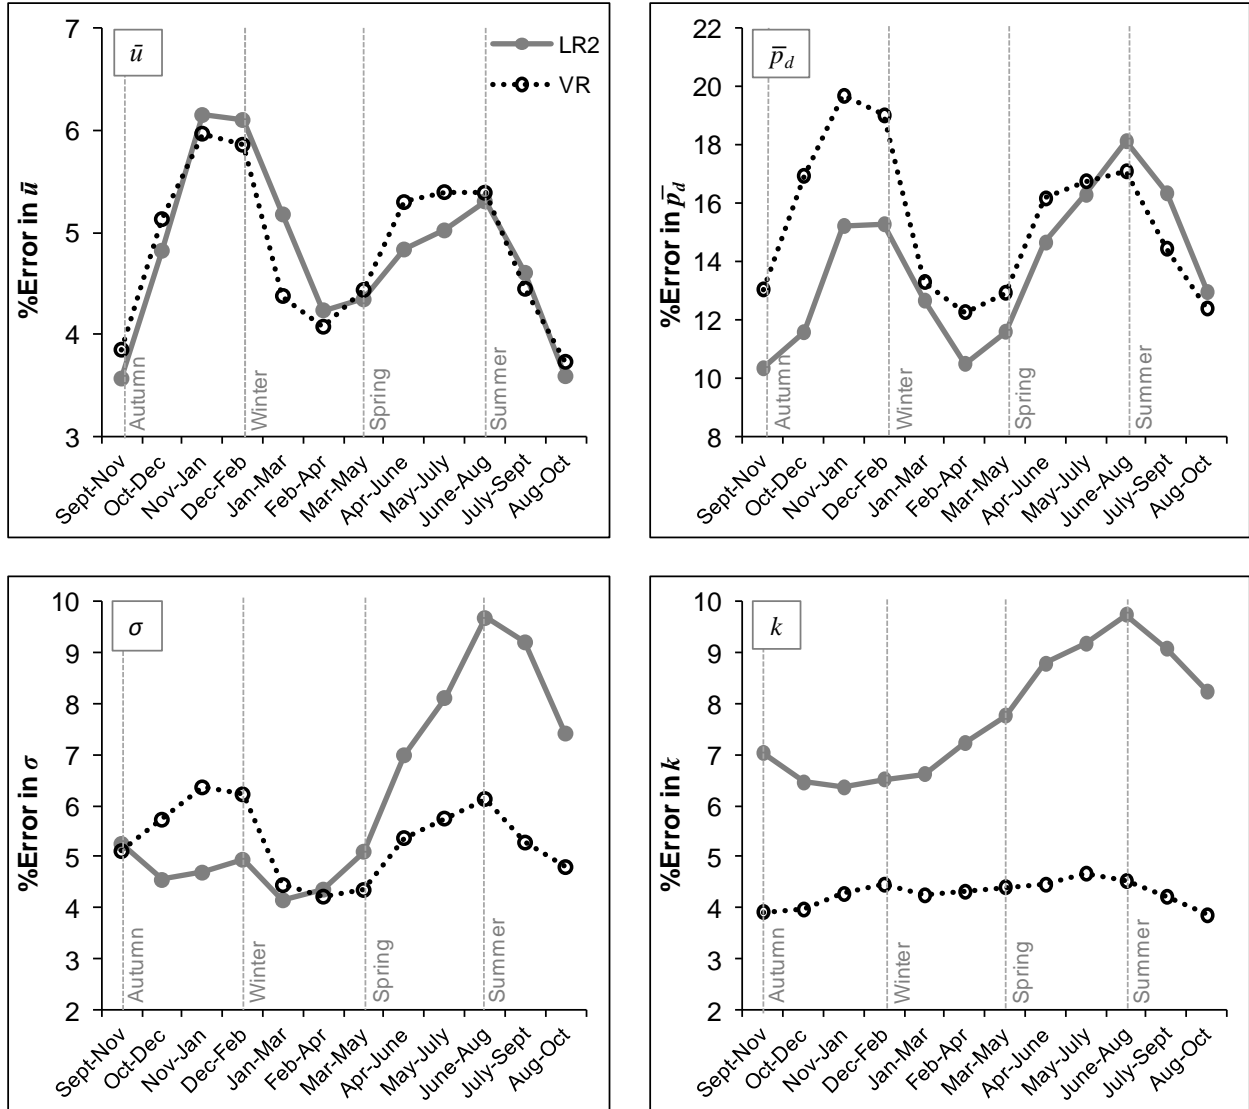 ū
LR2
VR
%Error in ū
7
6
5
4
3
Autumn
Winter
Spring
Summer
Sept-Nov
Oct-Dec
Nov-Jan
Dec-Feb
Jan-Mar
Feb-Apr
Mar-May
Apr-June
May-July
June-Aug
July-Sept
Aug-Oct
p̅d
%Error in p̅d
22
20
18
16
14
12
10
8
Autumn
Winter
Spring
Summer
Sept-Nov
Oct-Dec
Nov-Jan
Dec-Feb
Jan-Mar
Feb-Apr
Mar-May
Apr-June
May-July
June-Aug
July-Sept
Aug-Oct
σ
%Error in σ
10
9
8
7
6
5
4
3
2
Autumn
Winter
Spring
Summer
Sept-Nov
Oct-Dec
Nov-Jan
Dec-Feb
Jan-Mar
Feb-Apr
Mar-May
Apr-June
May-July
June-Aug
July-Sept
Aug-Oct
k
%Error in k
10
9
8
7
6
5
4
3
2
Autumn
Winter
Spring
Summer
Sept-Nov
Oct-Dec
Nov-Jan
Dec-Feb
Jan-Mar
Feb-Apr
Mar-May
Apr-June
May-July
June-Aug
July-Sept
Aug-Oct